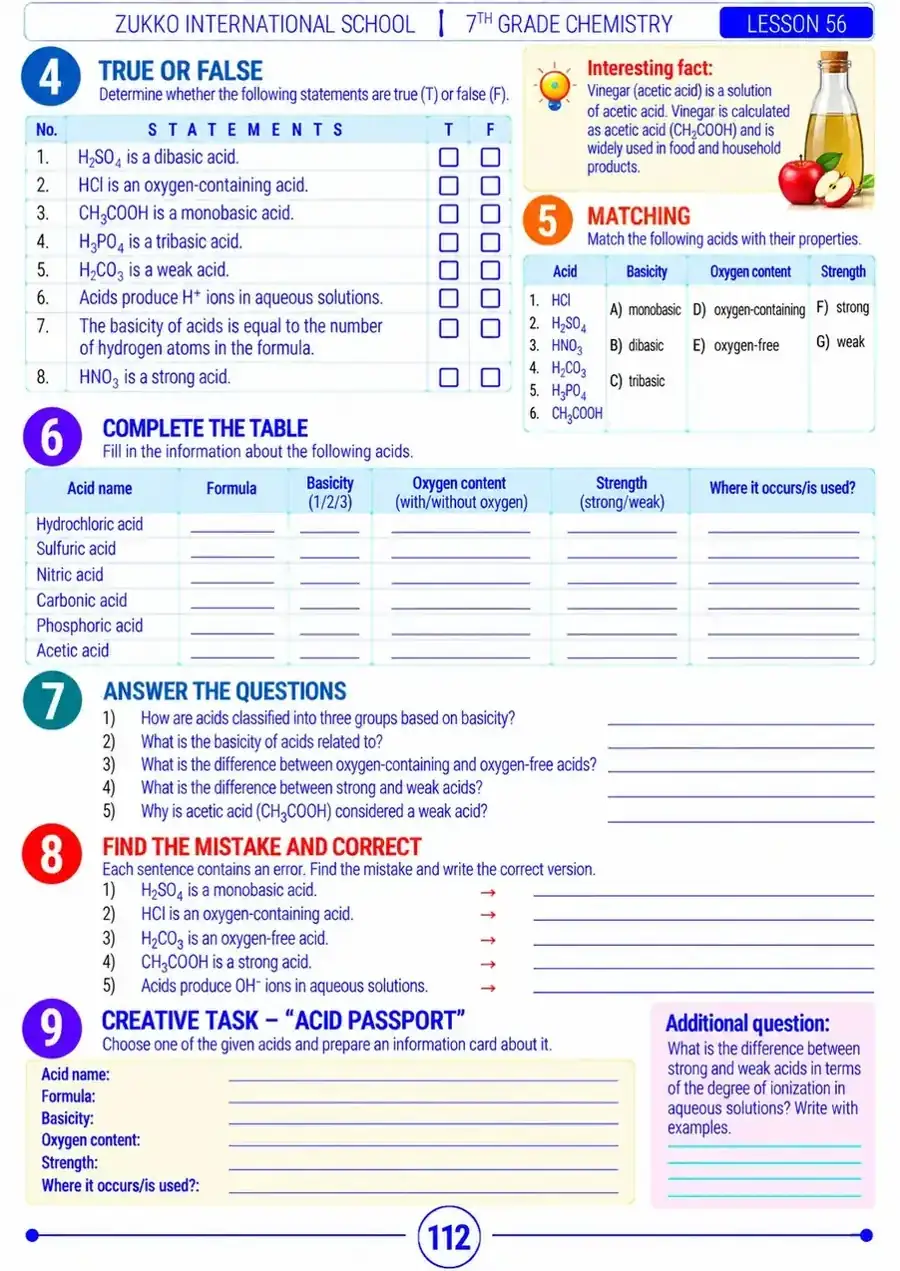 ZUKKO INTERNATIONAL SCHOOL | 7TH GRADE CHEMISTRY LESSON 56
4 TRUE OR FALSE
Determine whether the following statements are true (T) or false (F).
No. STATEMENTS T F
1. H₂SO₄ is a dibasic acid.
2. HCl is an oxygen-containing acid.
3. CH₃COOH is a monobasic acid.
4. H₃PO₄ is a tribasic acid.
5. H₂CO₃ is a weak acid.
6. Acids produce H⁺ ions in aqueous solutions.
7. The basicity of acids is equal to the number
of hydrogen atoms in the formula.
8. HNO₃ is a strong acid.
Interesting fact:
Vinegar (acetic acid) is a solution
of acetic acid. Vinegar is calculated
as acetic acid (CH₂COOH) and is
widely used in food and household
products.
5 MATCHING
Match the following acids with their properties.
Acid Basicity Oxygen content Strength
1. HCl
2. H₂SO₄
3. HNO₃
4. H₂CO₃
5. H₃PO₄
6. CH₃COOH
A) monobasic
B) dibasic
C) tribasic
D) oxygen-containing
E) oxygen-free
F) strong
G) weak
6 COMPLETE THE TABLE
Fill in the information about the following acids.
Acid name Formula Basicity Oxygen content Strength Where it occurs/is used?
(1/2/3) (with/without oxygen) (strong/weak)
Hydrochloric acid
Sulfuric acid
Nitric acid
Carbonic acid
Phosphoric acid
Acetic acid
7 ANSWER THE QUESTIONS
1) How are acids classified into three groups based on basicity?
2) What is the basicity of acids related to?
3) What is the difference between oxygen-containing and oxygen-free acids?
4) What is the difference between strong and weak acids?
5) Why is acetic acid (CH₃COOH) considered a weak acid?
8 FIND THE MISTAKE AND CORRECT
Each sentence contains an error. Find the mistake and write the correct version.
1) H₂SO₄ is a monobasic acid. →
2) HCl is an oxygen-containing acid. →
3) H₂CO₃ is an oxygen-free acid. →
4) CH₃COOH is a strong acid. →
5) Acids produce OH⁻ ions in aqueous solutions. →
9 CREATIVE TASK – “ACID PASSPORT”
Choose one of the given acids and prepare an information card about it.
Acid name:
Formula:
Basicity:
Oxygen content:
Strength:
Where it occurs/is used?:
Additional question:
What is the difference between
strong and weak acids in terms
of the degree of ionization in
aqueous solutions? Write with
examples.
112